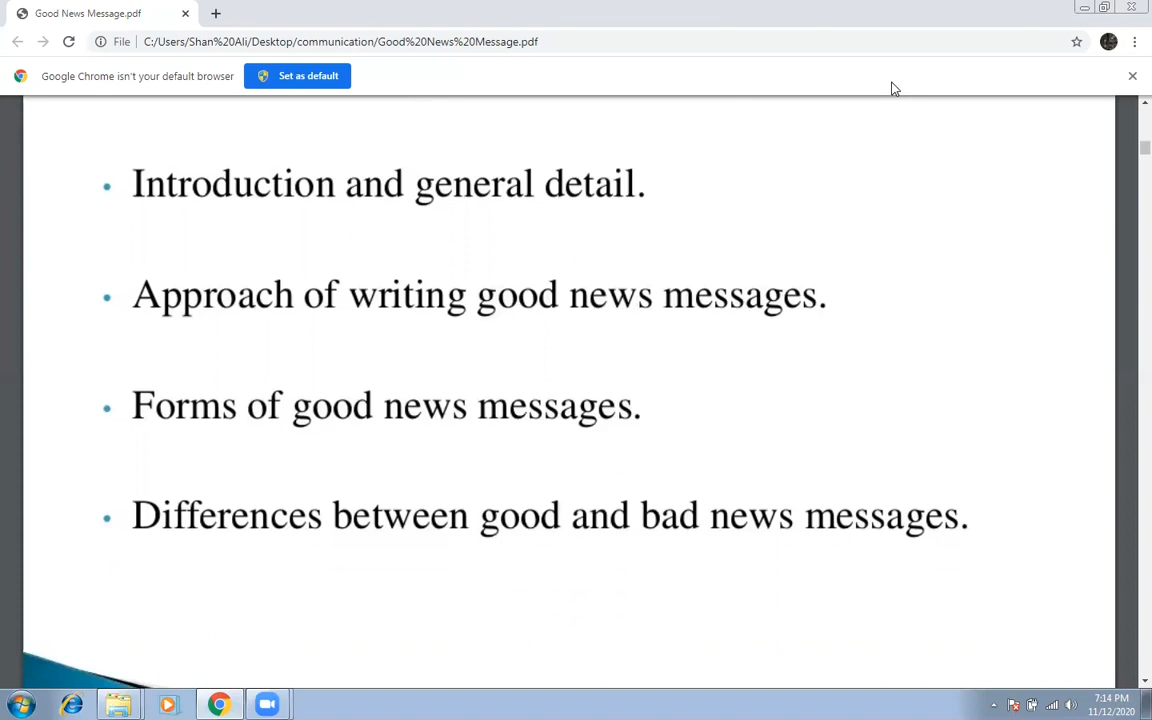 Good News Message.pdf
File
C:/Users/Shan%20Ali/Desktop/communication/Good%20News%20Message.pdf
Google Chrome isn't your default browser
Set as default
• Introduction and general detail.
• Approach of writing good news messages.
• Forms of good news messages.
• Differences between good and bad news messages.
7:14 PM
11/12/2020